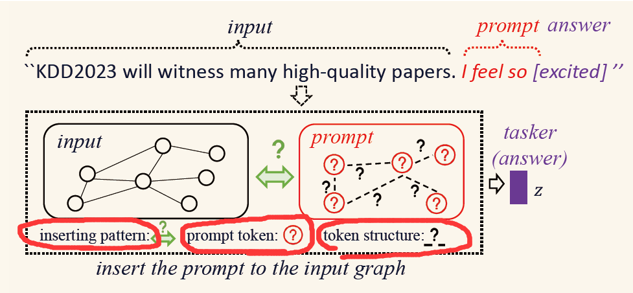 input prompt answer
``KDD2023 will witness many high-quality papers. I feel so [excited] ’’
input ? prompt
? ? ? ? ? ? ? ? ?
tasker
(answer)
z
inserting pattern: ? prompt token: ? token structure: ?
insert the prompt to the input graph